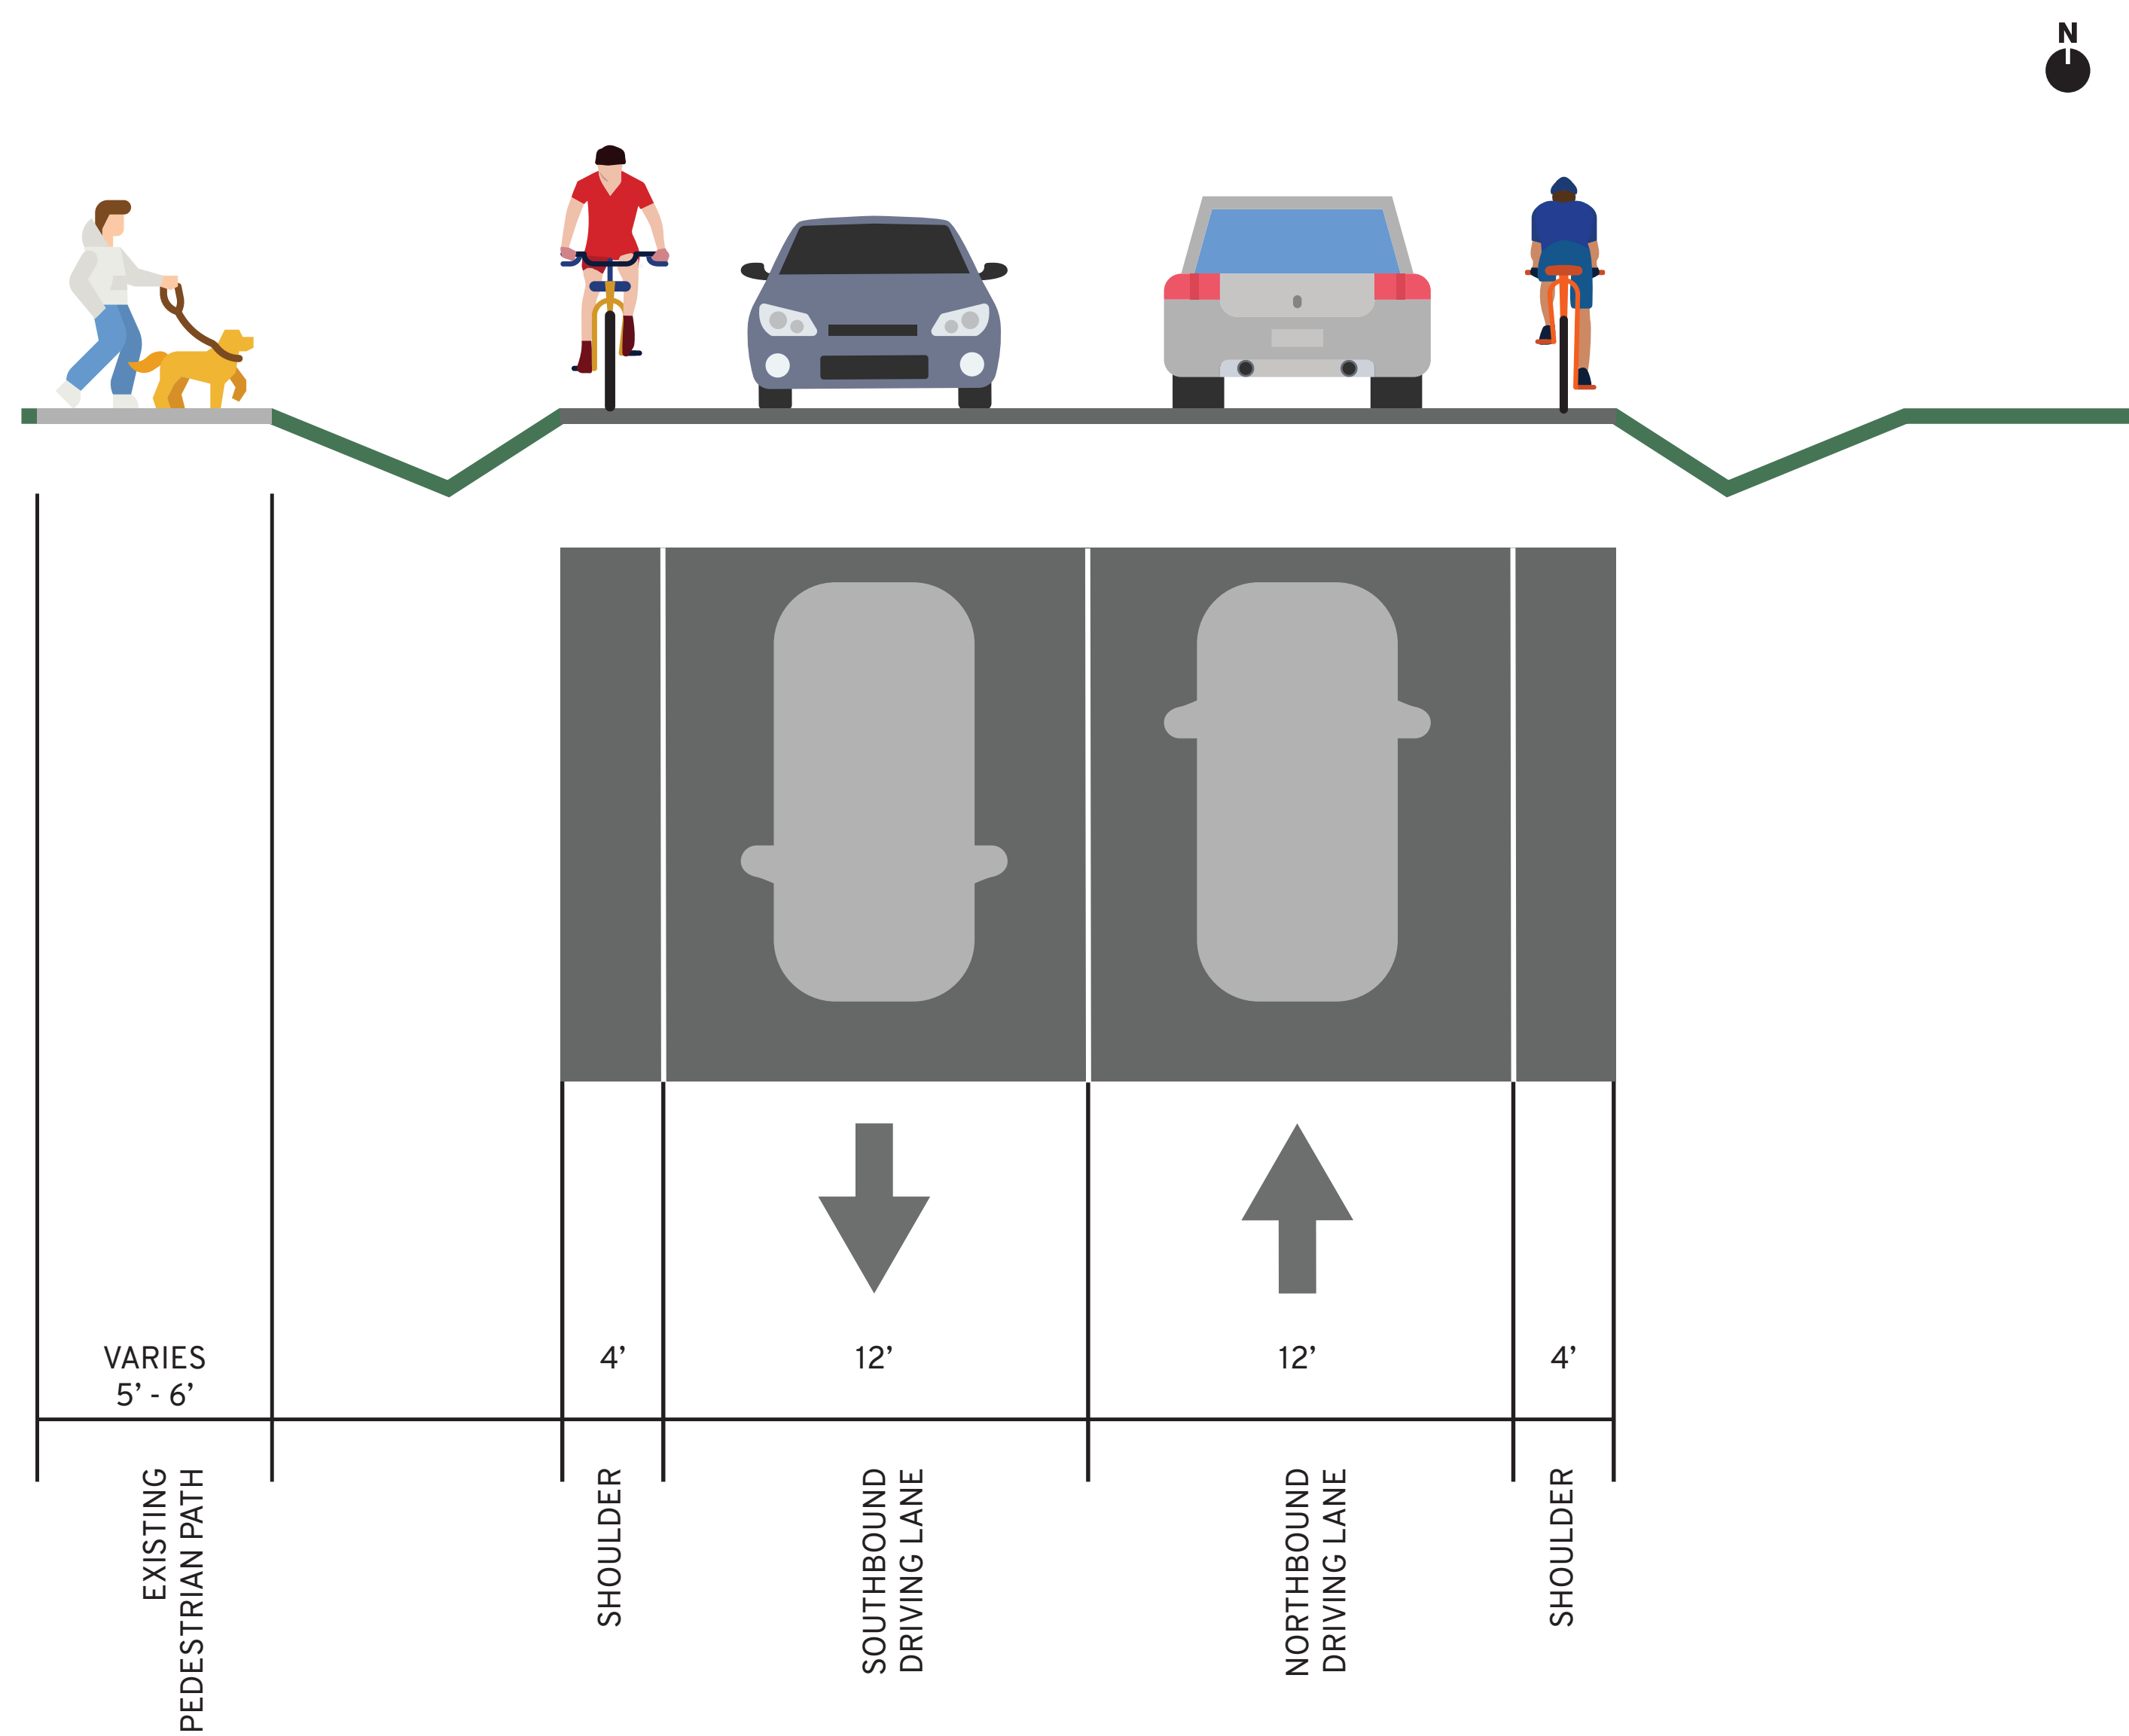 N
VARIES
5’ - 6’
4’
12’
12’
4’
EXISTING
PEDESTRIAN PATH
SHOULDER
SOUTHBOUND
DRIVING LANE
NORTHBOUND
DRIVING LANE
SHOULDER